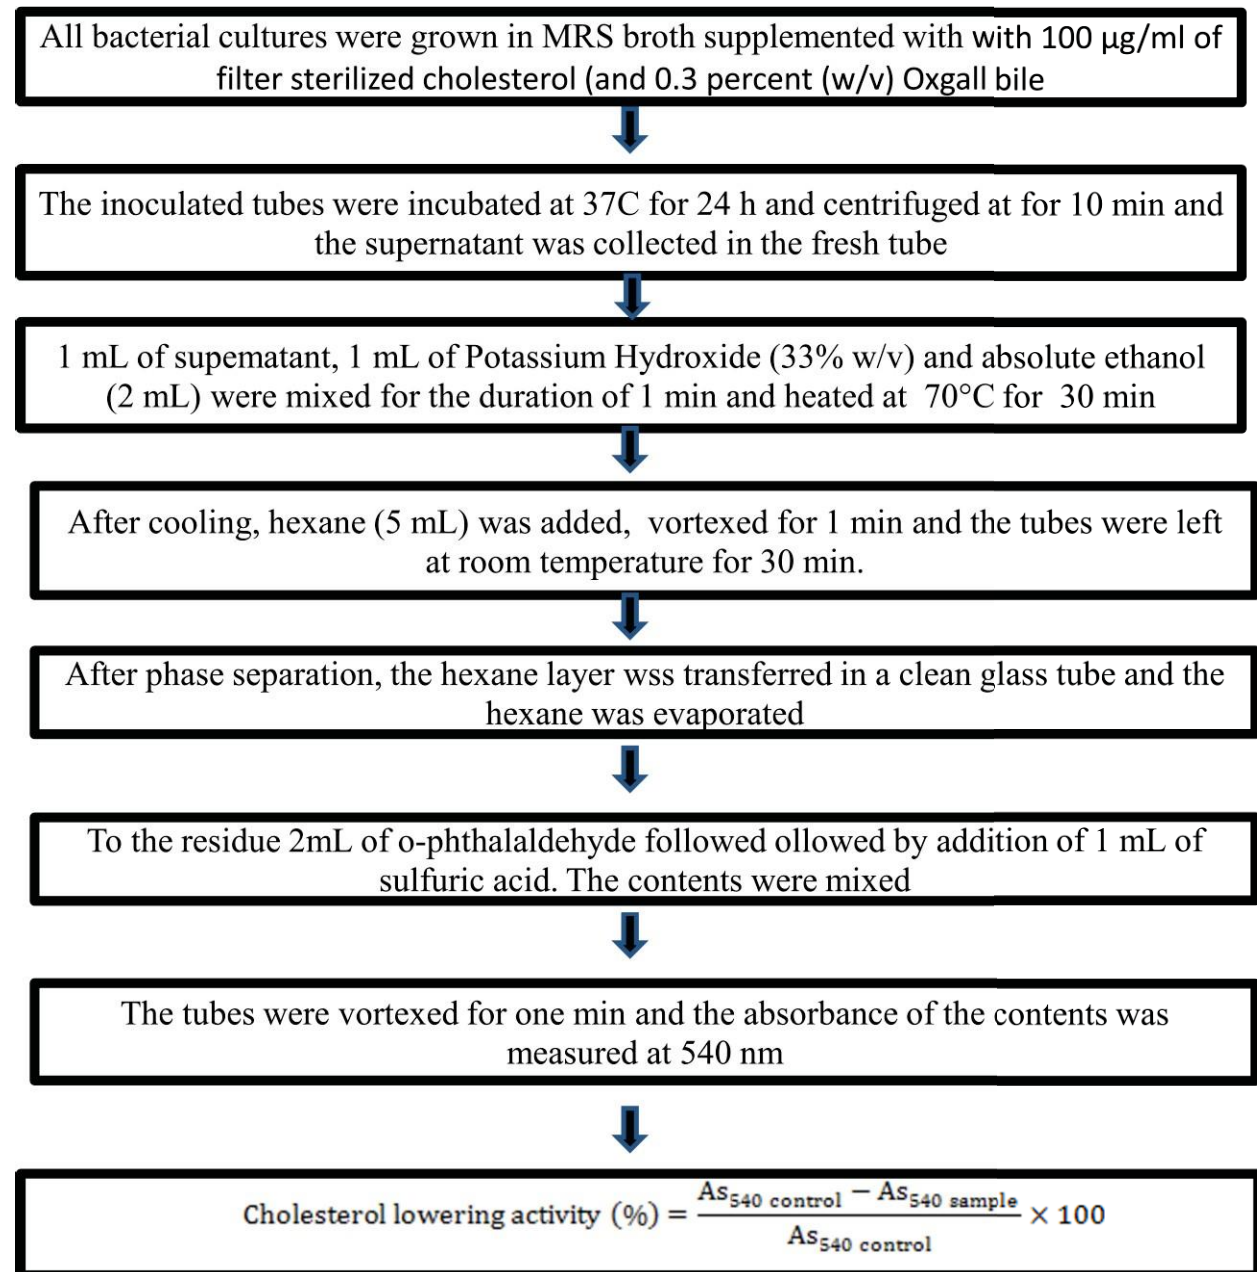 All bacterial cultures were grown in MRS broth supplemented with with 100 µg/ml of
filter sterilized cholesterol (and 0.3 percent (w/v) Oxgall bile
The inoculated tubes were incubated at 37C for 24 h and centrifuged at for 10 min and
the supernatant was collected in the fresh tube
1 mL of supematant, 1 mL of Potassium Hydroxide (33% w/v) and absolute ethanol
(2 mL) were mixed for the duration of 1 min and heated at 70°C for 30 min
After cooling, hexane (5 mL) was added, vortexed for 1 min and the tubes were left
at room temperature for 30 min.
After phase separation, the hexane layer wss transferred in a clean glass tube and the
hexane was evaporated
To the residue 2mL of o-phthalaldehyde followed ollowed by addition of 1 mL of
sulfuric acid. The contents were mixed
The tubes were vortexed for one min and the absorbance of the contents was
measured at 540 nm
Cholesterol lowering activity (%) = (As540 control − As540 sample) / As540 control × 100